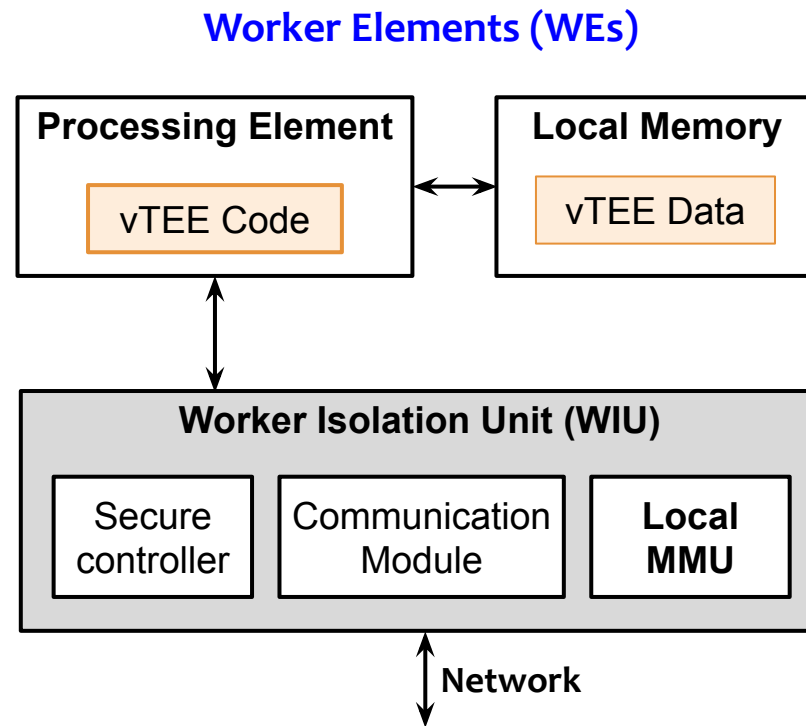 Worker Elements (WEs)
Processing Element
vTEE Code
Local Memory
vTEE Data
Worker Isolation Unit (WIU)
Secure
controller
Communication
Module
Local
MMU
Network